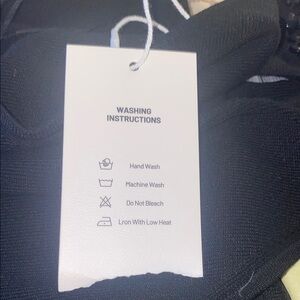 WASHING
INSTRUCTIONS
Hand Wash
Machine Wash
Do Not Bleach
Lron With Low Heat